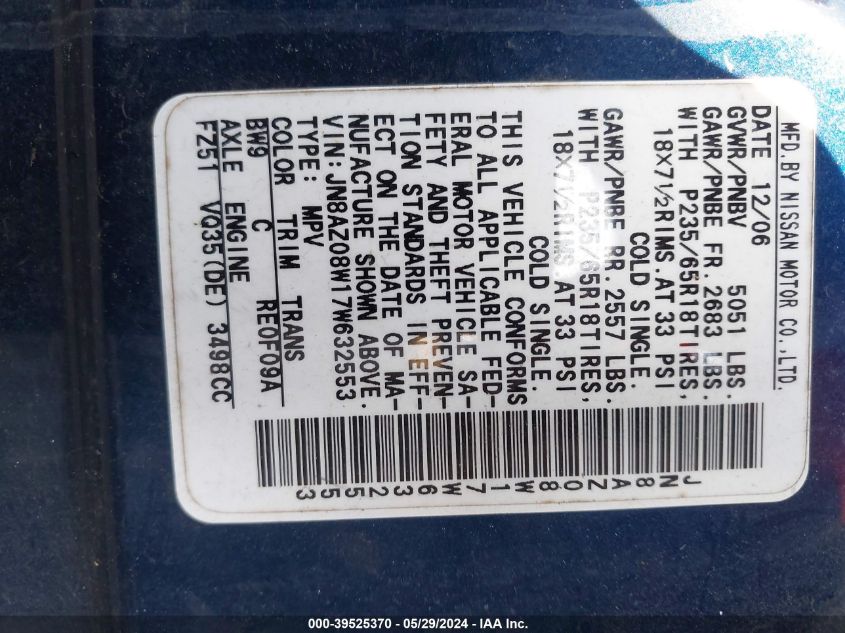 MFD.BY NISSAN MOTOR CO.,LTD.
DATE 12/06
GVWR/PNBV 5051 LBS.
GAWR/PNBE FR. 2683 LBS.
WITH P235/65R18TIRES,
18X7½RIMS.AT 33 PSI
COLD SINGLE.
GAWR/PNBE RR. 2557 LBS.
WITH P235/65R18TIRES,
18X7½RIMS.AT 33 PSI
COLD SINGLE.
THIS VEHICLE CONFORMS
TO ALL APPLICABLE FED-
ERAL MOTOR VEHICLE SA-
FETY AND THEFT PREVEN-
TION STANDARDS IN EFF-
ECT ON THE DATE OF MA-
NUFACTURE SHOWN ABOVE.
VIN: JN8AZ08W17W632553
TYPE: MPV
COLOR TRIM TRANS
BW9 C RE0F09A
AXLE ENGINE
FZ51 VQ35(DE) 3498CC
JN8AZ08W17W632553
000-39525370 - 05/29/2024 - IAA Inc.